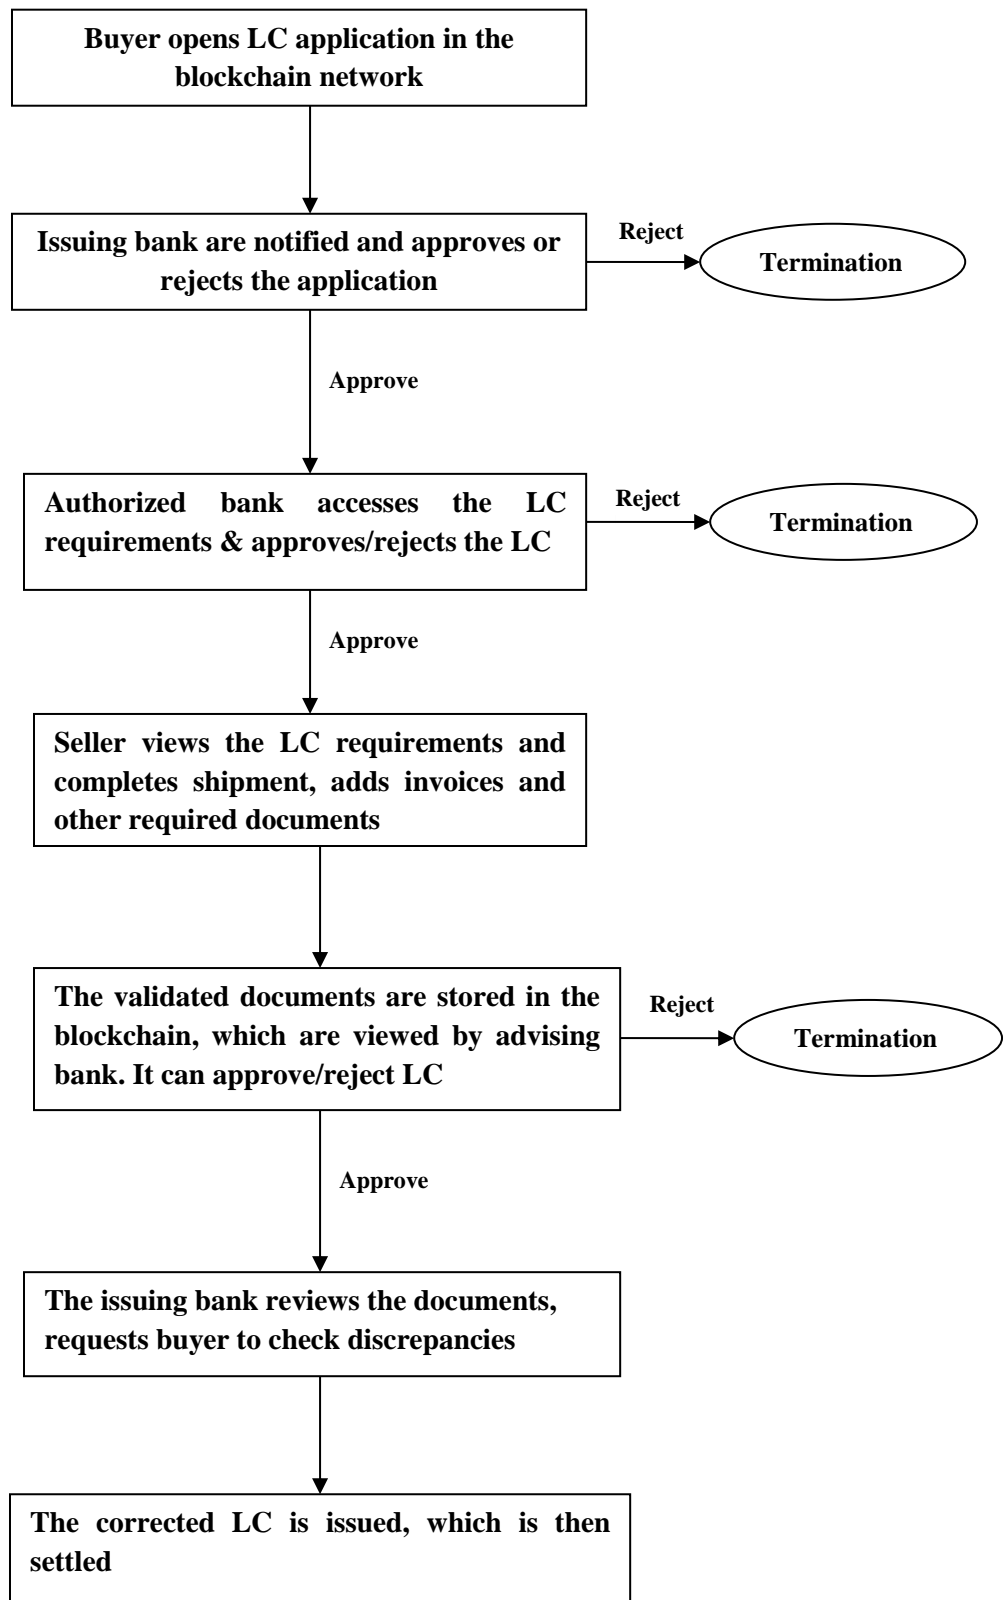 Buyer opens LC application in the
blockchain network
Issuing bank are notified and approves or
rejects the application
Reject
Termination
Approve
Authorized bank accesses the LC
requirements & approves/rejects the LC
Reject
Termination
Approve
Seller views the LC requirements and
completes shipment, adds invoices and
other required documents
The validated documents are stored in the
blockchain, which are viewed by advising
bank. It can approve/reject LC
Reject
Termination
Approve
The issuing bank reviews the documents,
requests buyer to check discrepancies
The corrected LC is issued, which is then
settled